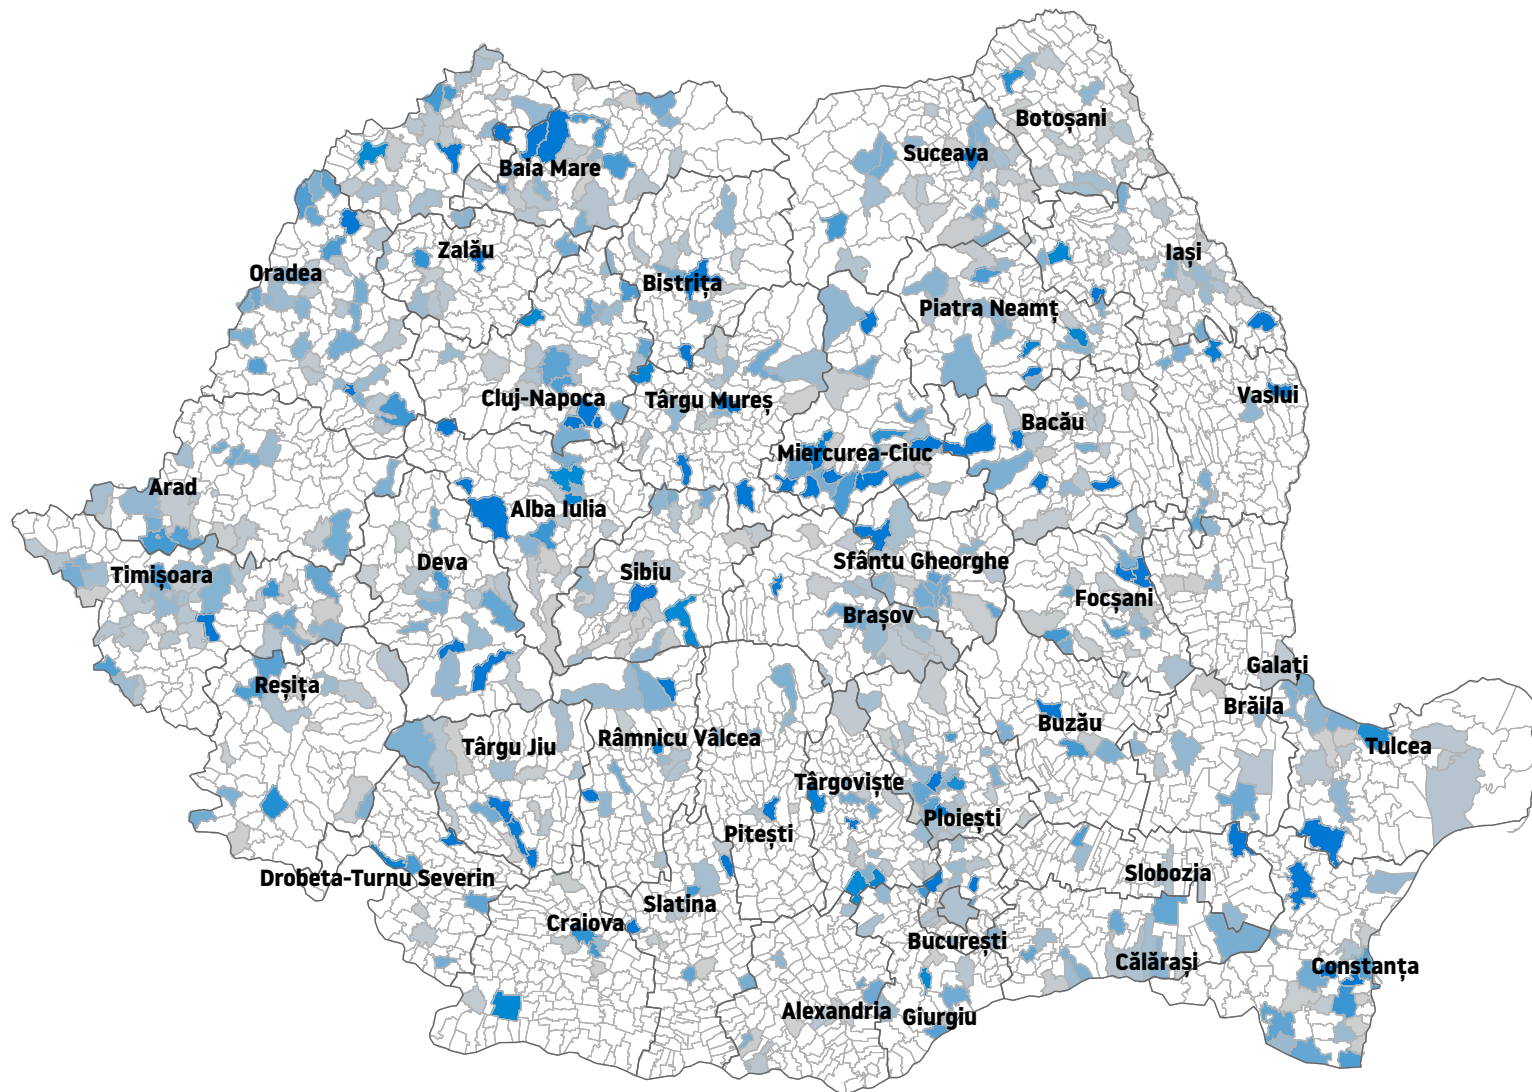 Botoșani
Suceava
Baia Mare
Zalău
Iași
Oradea
Bistrița
Piatra Neamț
Vaslui
Cluj-Napoca
Târgu Mureș
Bacău
Miercurea-Ciuc
Arad
Alba Iulia
Deva
Sfântu Gheorghe
Sibiu
Timișoara
Focșani
Brașov
Galați
Reșița
Brăila
Buzău
Râmnicu Vâlcea
Târgu Jiu
Tulcea
Târgoviște
Ploiești
Pitești
Slobozia
Drobeta-Turnu Severin
Slatina
Craiova
București
Călărași
Constanța
Alexandria
Giurgiu